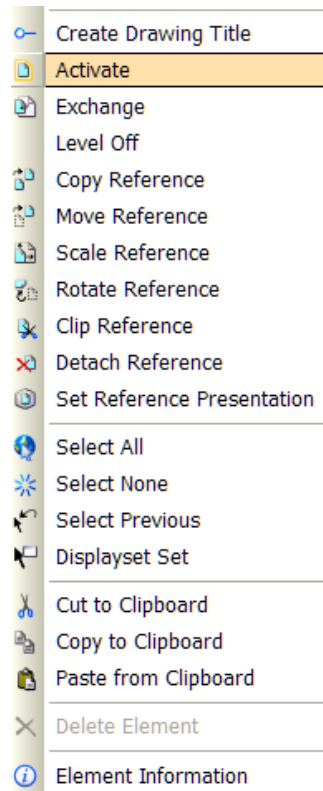 Create Drawing Title
Activate
Exchange
Level Off
Copy Reference
Move Reference
Scale Reference
Rotate Reference
Clip Reference
Detach Reference
Set Reference Presentation
Select All
Select None
Select Previous
Displayset Set
Cut to Clipboard
Copy to Clipboard
Paste from Clipboard
Delete Element
Element Information